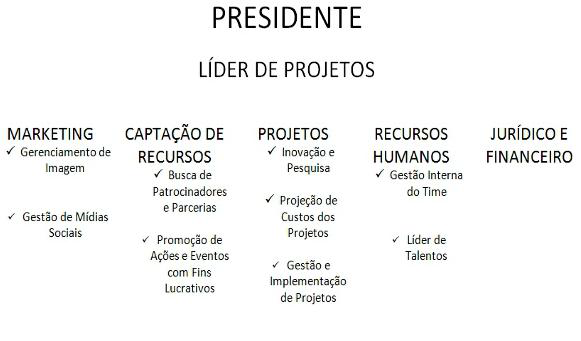 PRESIDENTE
LÍDER DE PROJETOS
MARKETING
✓ Gerenciamento de
Imagem
✓ Gestão de Mídias
Sociais
CAPTAÇÃO DE
RECURSOS
✓ Busca de
Patrocinadores
e Parcerias
✓ Promoção de
Ações e Eventos
com Fins
Lucrativos
PROJETOS
✓ Inovação e
Pesquisa
✓ Projeção de
Custos dos
Projetos
✓ Gestão e
Implementação
de Projetos
RECURSOS
HUMANOS
✓ Gestão Interna
do Time
✓ Líder de
Talentos
JURÍDICO E
FINANCEIRO